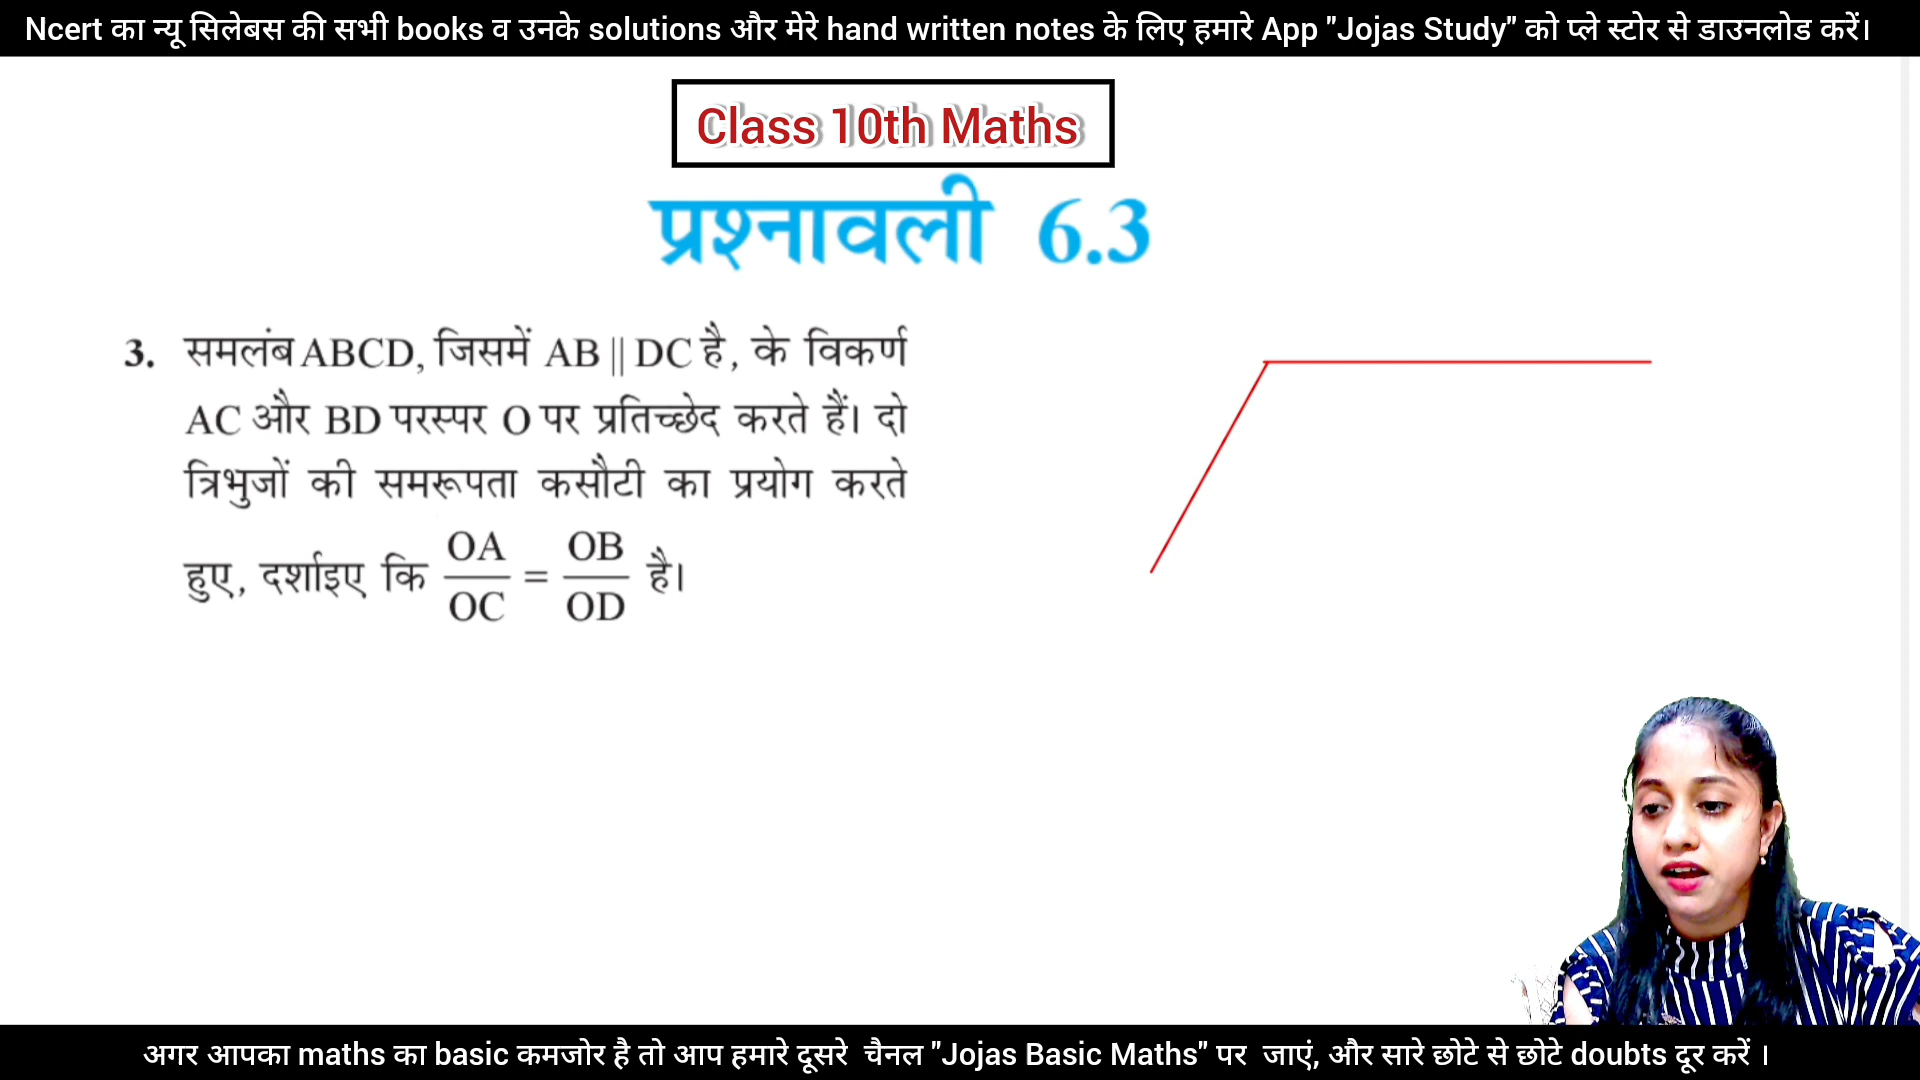 Ncert का न्यू सिलेबस की सभी books व उनके solutions और मेरे hand written notes के लिए हमारे App "Jojas Study" को प्ले स्टोर से डाउनलोड करें।
Class 10th Maths
प्रश्नावली 6.3
3. समलंब ABCD, जिसमें AB || DC है, के विकर्ण
AC और BD परस्पर O पर प्रतिच्छेद करते हैं। दो
त्रिभुजों की समरूपता कसौटी का प्रयोग करते
हुए, दर्शाइए कि OA/OC = OB/OD है।
अगर आपका maths का basic कमजोर है तो आप हमारे दूसरे चैनल "Jojas Basic Maths" पर जाएं, और सारे छोटे से छोटे doubts दूर करें ।